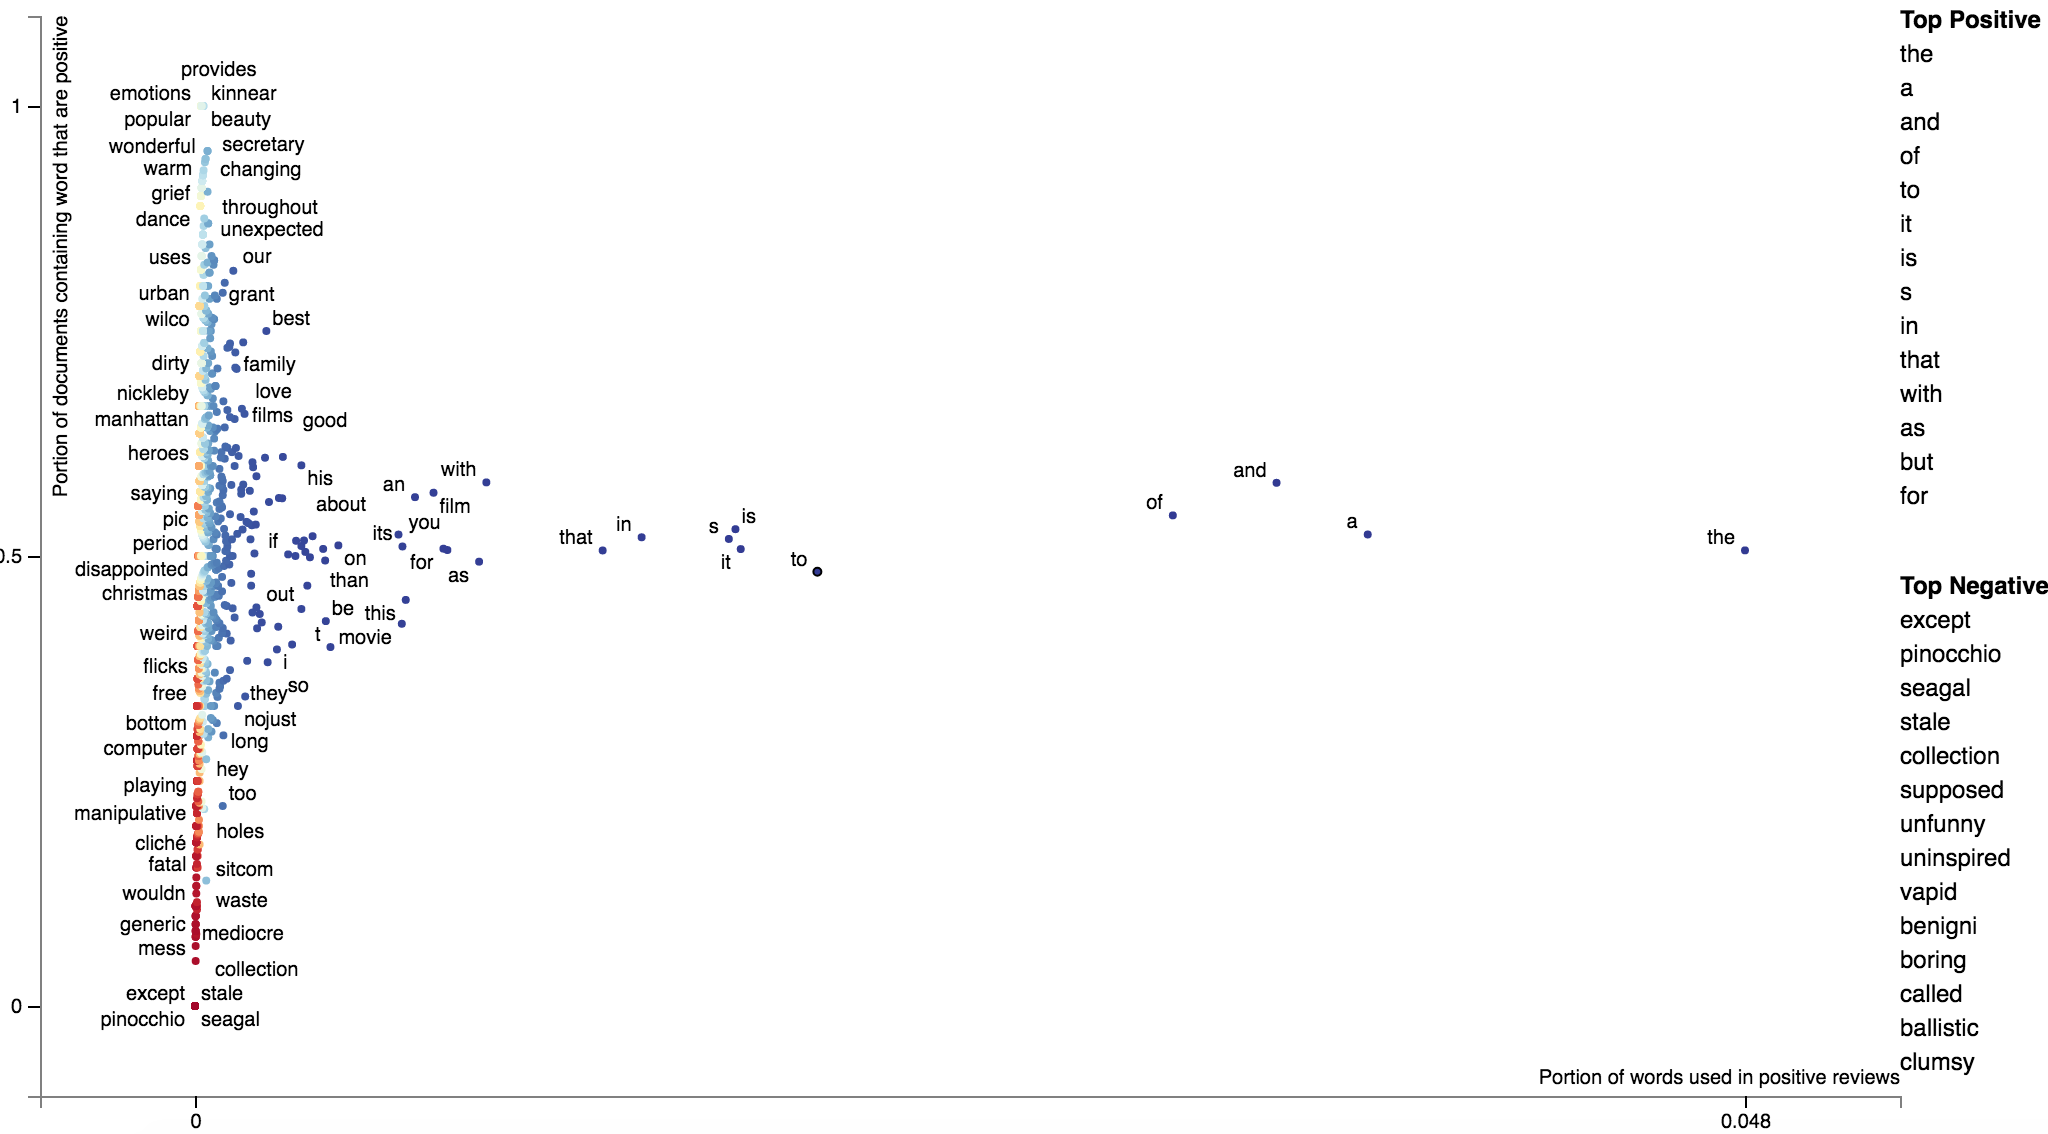 Portion of documents containing word that are positive
provides
emotions kinnear
1
popular beauty
wonderful secretary
warm changing
grief
throughout
dance
unexpected
uses our
urban grant
wilco best
dirty family
nickleby love
manhattan films good
heroes
with and
his
saying an
about film of
pic you a
its s is
that in the
period if
0.5
on for it to
disappointed as
than
christmas out
be this
weird t movie
flicks i
free they so
bottom no just
computer long
hey
playing too
manipulative
holes
cliché
fatal sitcom
wouldn waste
generic mediocre
mess
collection
except stale
0
pinocchio seagal
Portion of words used in positive reviews
0 0.048
Top Positive
the
a
and
of
to
it
is
s
in
that
with
as
but
for
Top Negative
except
pinocchio
seagal
stale
collection
supposed
unfunny
uninspired
vapid
benigni
boring
called
ballistic
clumsy